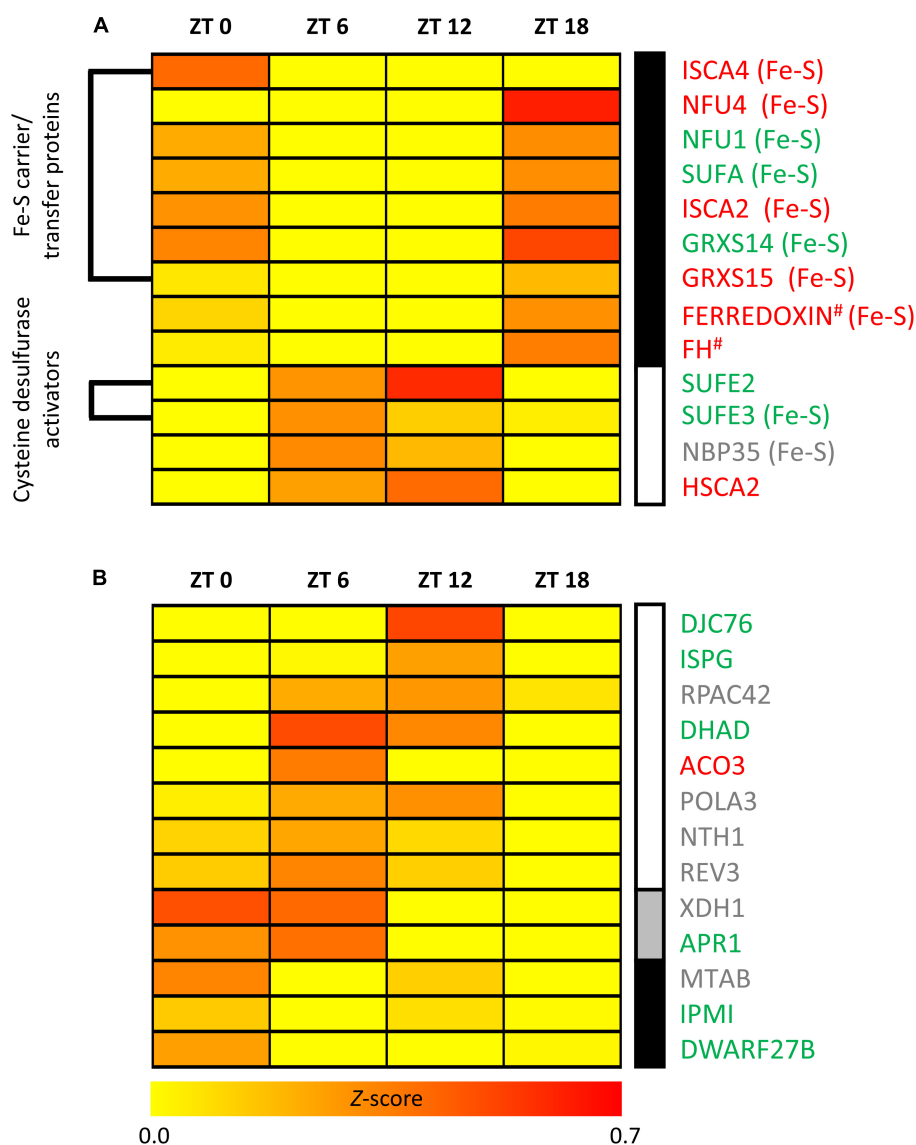 A
ZT 0 ZT 6 ZT 12 ZT 18
Fe-S carrier/
transfer proteins
Cysteine desulfurase
activators
ISCA4 (Fe-S)
NFU4 (Fe-S)
NFU1 (Fe-S)
SUFA (Fe-S)
ISCA2 (Fe-S)
GRXS14 (Fe-S)
GRXS15 (Fe-S)
FERREDOXIN# (Fe-S)
FH#
SUFE2
SUFE3 (Fe-S)
NBP35 (Fe-S)
HSCA2
B
ZT 0 ZT 6 ZT 12 ZT 18
DJC76
ISPG
RPAC42
DHAD
ACO3
POLA3
NTH1
REV3
XDH1
APR1
MTAB
IPMI
DWARF27B
Z-score
0.0 0.7